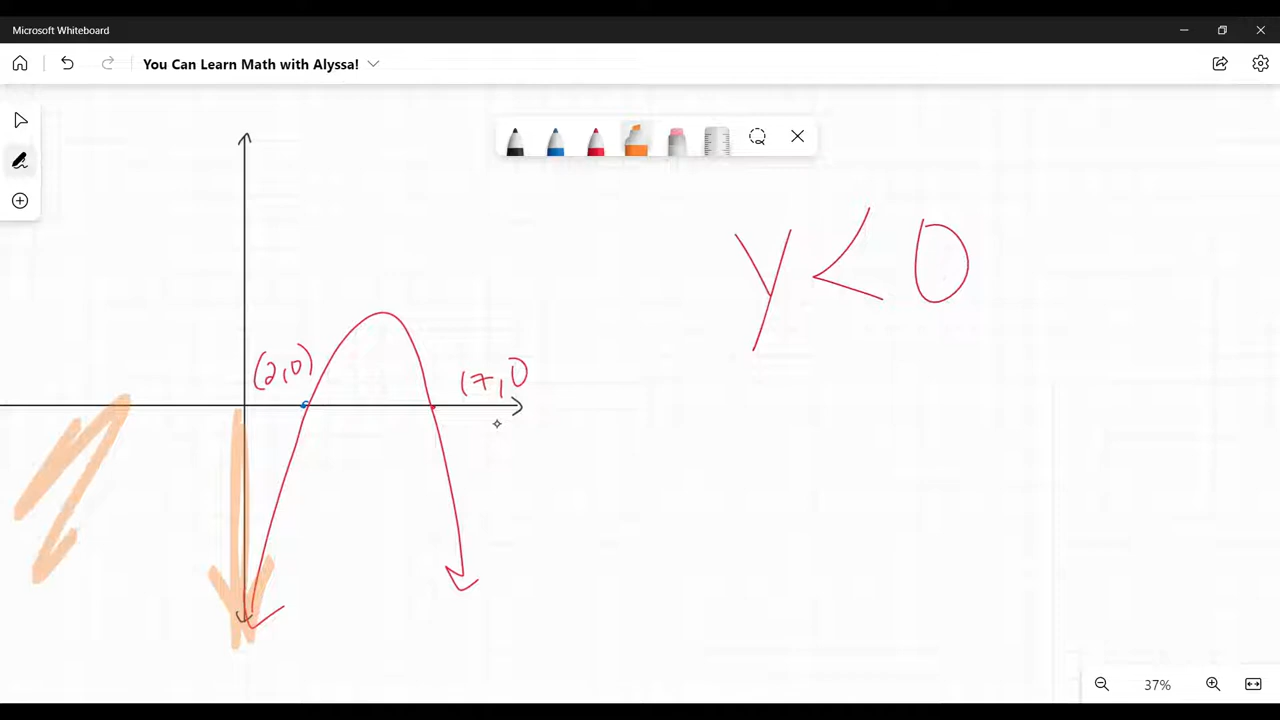 Microsoft Whiteboard
You Can Learn Math with Alyssa!
y < 0
(2,0)
(7,0
37%